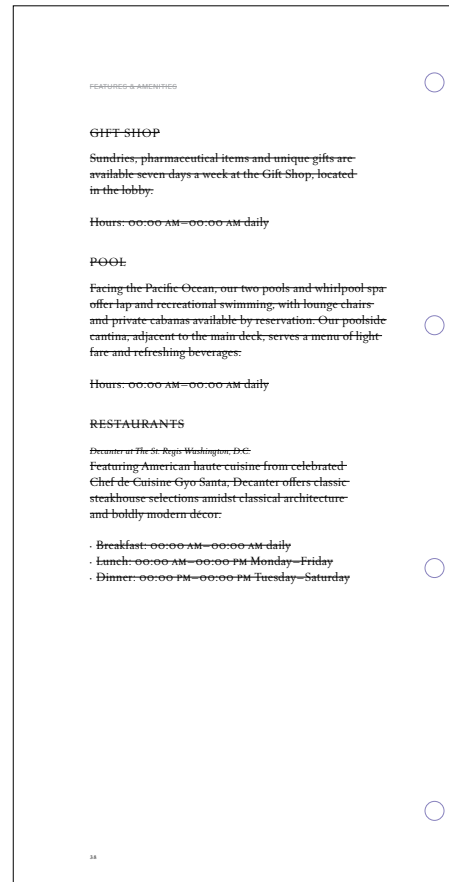 FEATURES & AMENITIES
GIFT SHOP
Sundries, pharmaceutical items and unique gifts are
available seven days a week at the Gift Shop, located
in the lobby.
Hours: 00:00 AM–00:00 AM daily
POOL
Facing the Pacific Ocean, our two pools and whirlpool spa
offer lap and recreational swimming, with lounge chairs
and private cabanas available by reservation. Our poolside
cantina, adjacent to the main deck, serves a menu of light
fare and refreshing beverages.
Hours: 00:00 AM–00:00 AM daily
RESTAURANTS
Decanter at The St. Regis Washington, D.C.
Featuring American haute cuisine from celebrated
Chef de Cuisine Gyo Santa, Decanter offers classic
steakhouse selections amidst classical architecture
and boldly modern décor.
· Breakfast: 00:00 AM–00:00 AM daily
· Lunch: 00:00 AM–00:00 PM Monday–Friday
· Dinner: 00:00 PM–00:00 PM Tuesday–Saturday
38